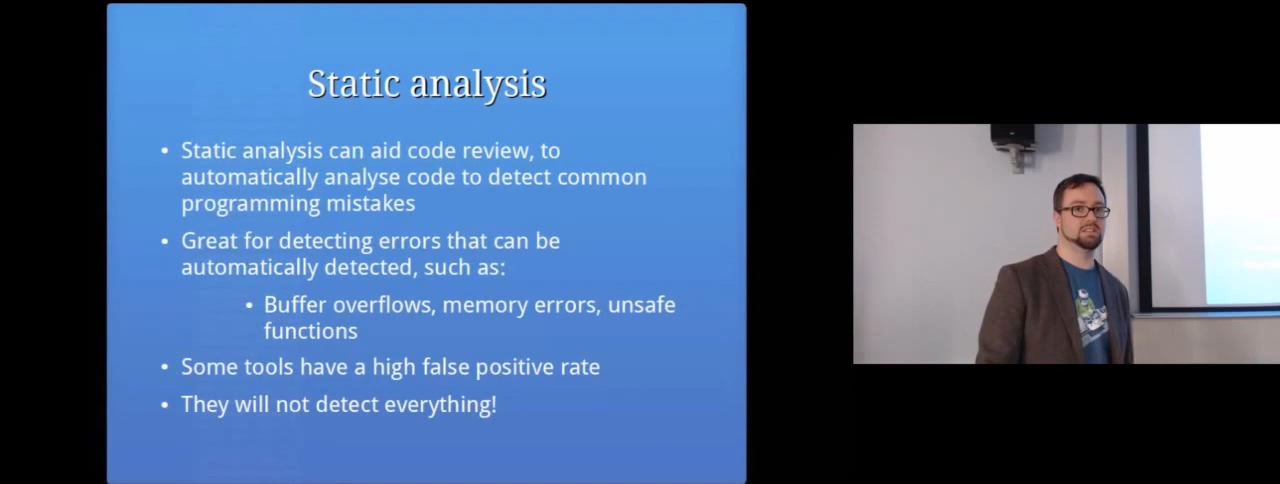 Static analysis
• Static analysis can aid code review, to
automatically analyse code to detect common
programming mistakes
• Great for detecting errors that can be
automatically detected, such as:
• Buffer overflows, memory errors, unsafe
functions
• Some tools have a high false positive rate
• They will not detect everything!